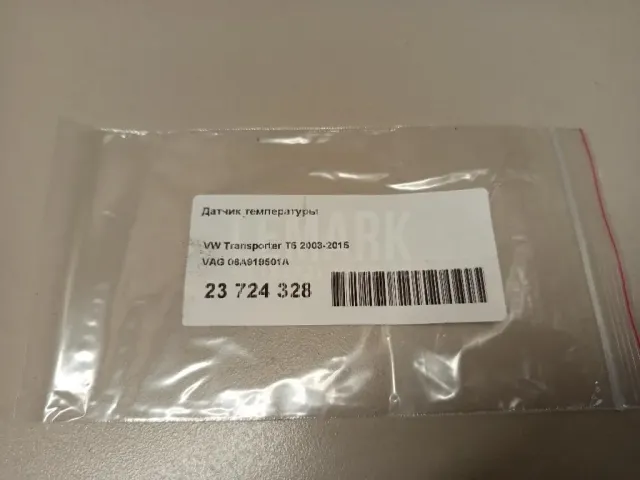 Датчик температуры
VW Transporter T5 2003-2015
VAG 06A919501A
23 724 328